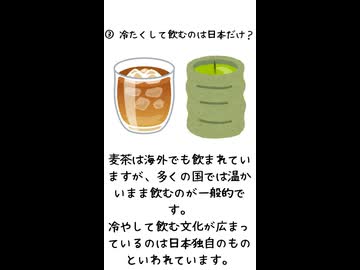 ③ 冷たくして飲むのは日本だけ？
麦茶は海外でも飲まれてい
ますが、多くの国では温か
いまま飲むのが一般的で
す。
冷やして飲む文化が広まっ
ているのは日本独自のもの
といわれています。